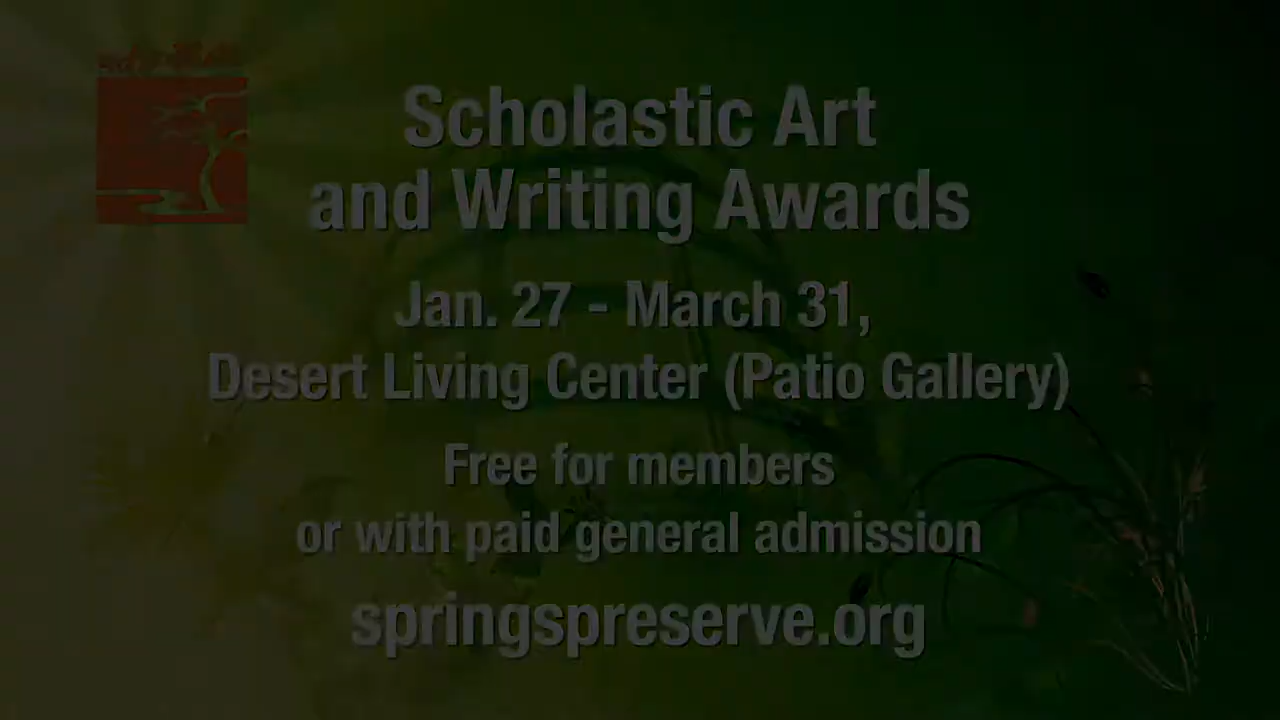 Scholastic Art
and Writing Awards
Jan. 27 - March 31,
Desert Living Center (Patio Gallery)
Free for members
or with paid general admission
springspreserve.org